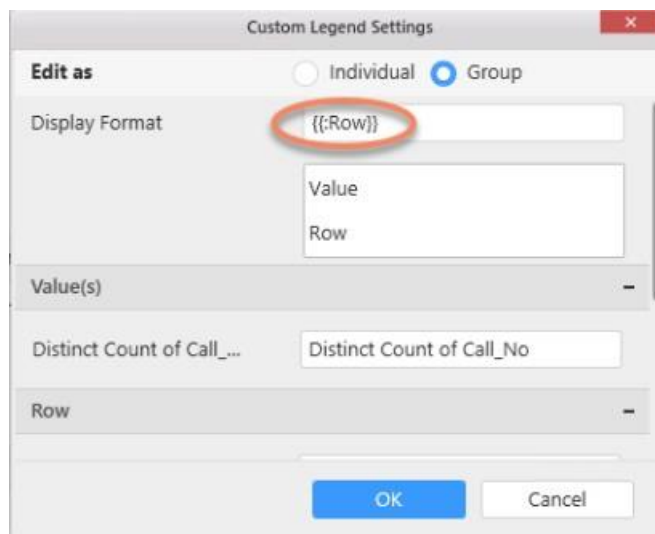 Custom Legend Settings ×
Edit as Individual Group
Display Format {{:Row}}
Value
Row
Value(s) –
Distinct Count of Call_... Distinct Count of Call_No
Row –
OK Cancel